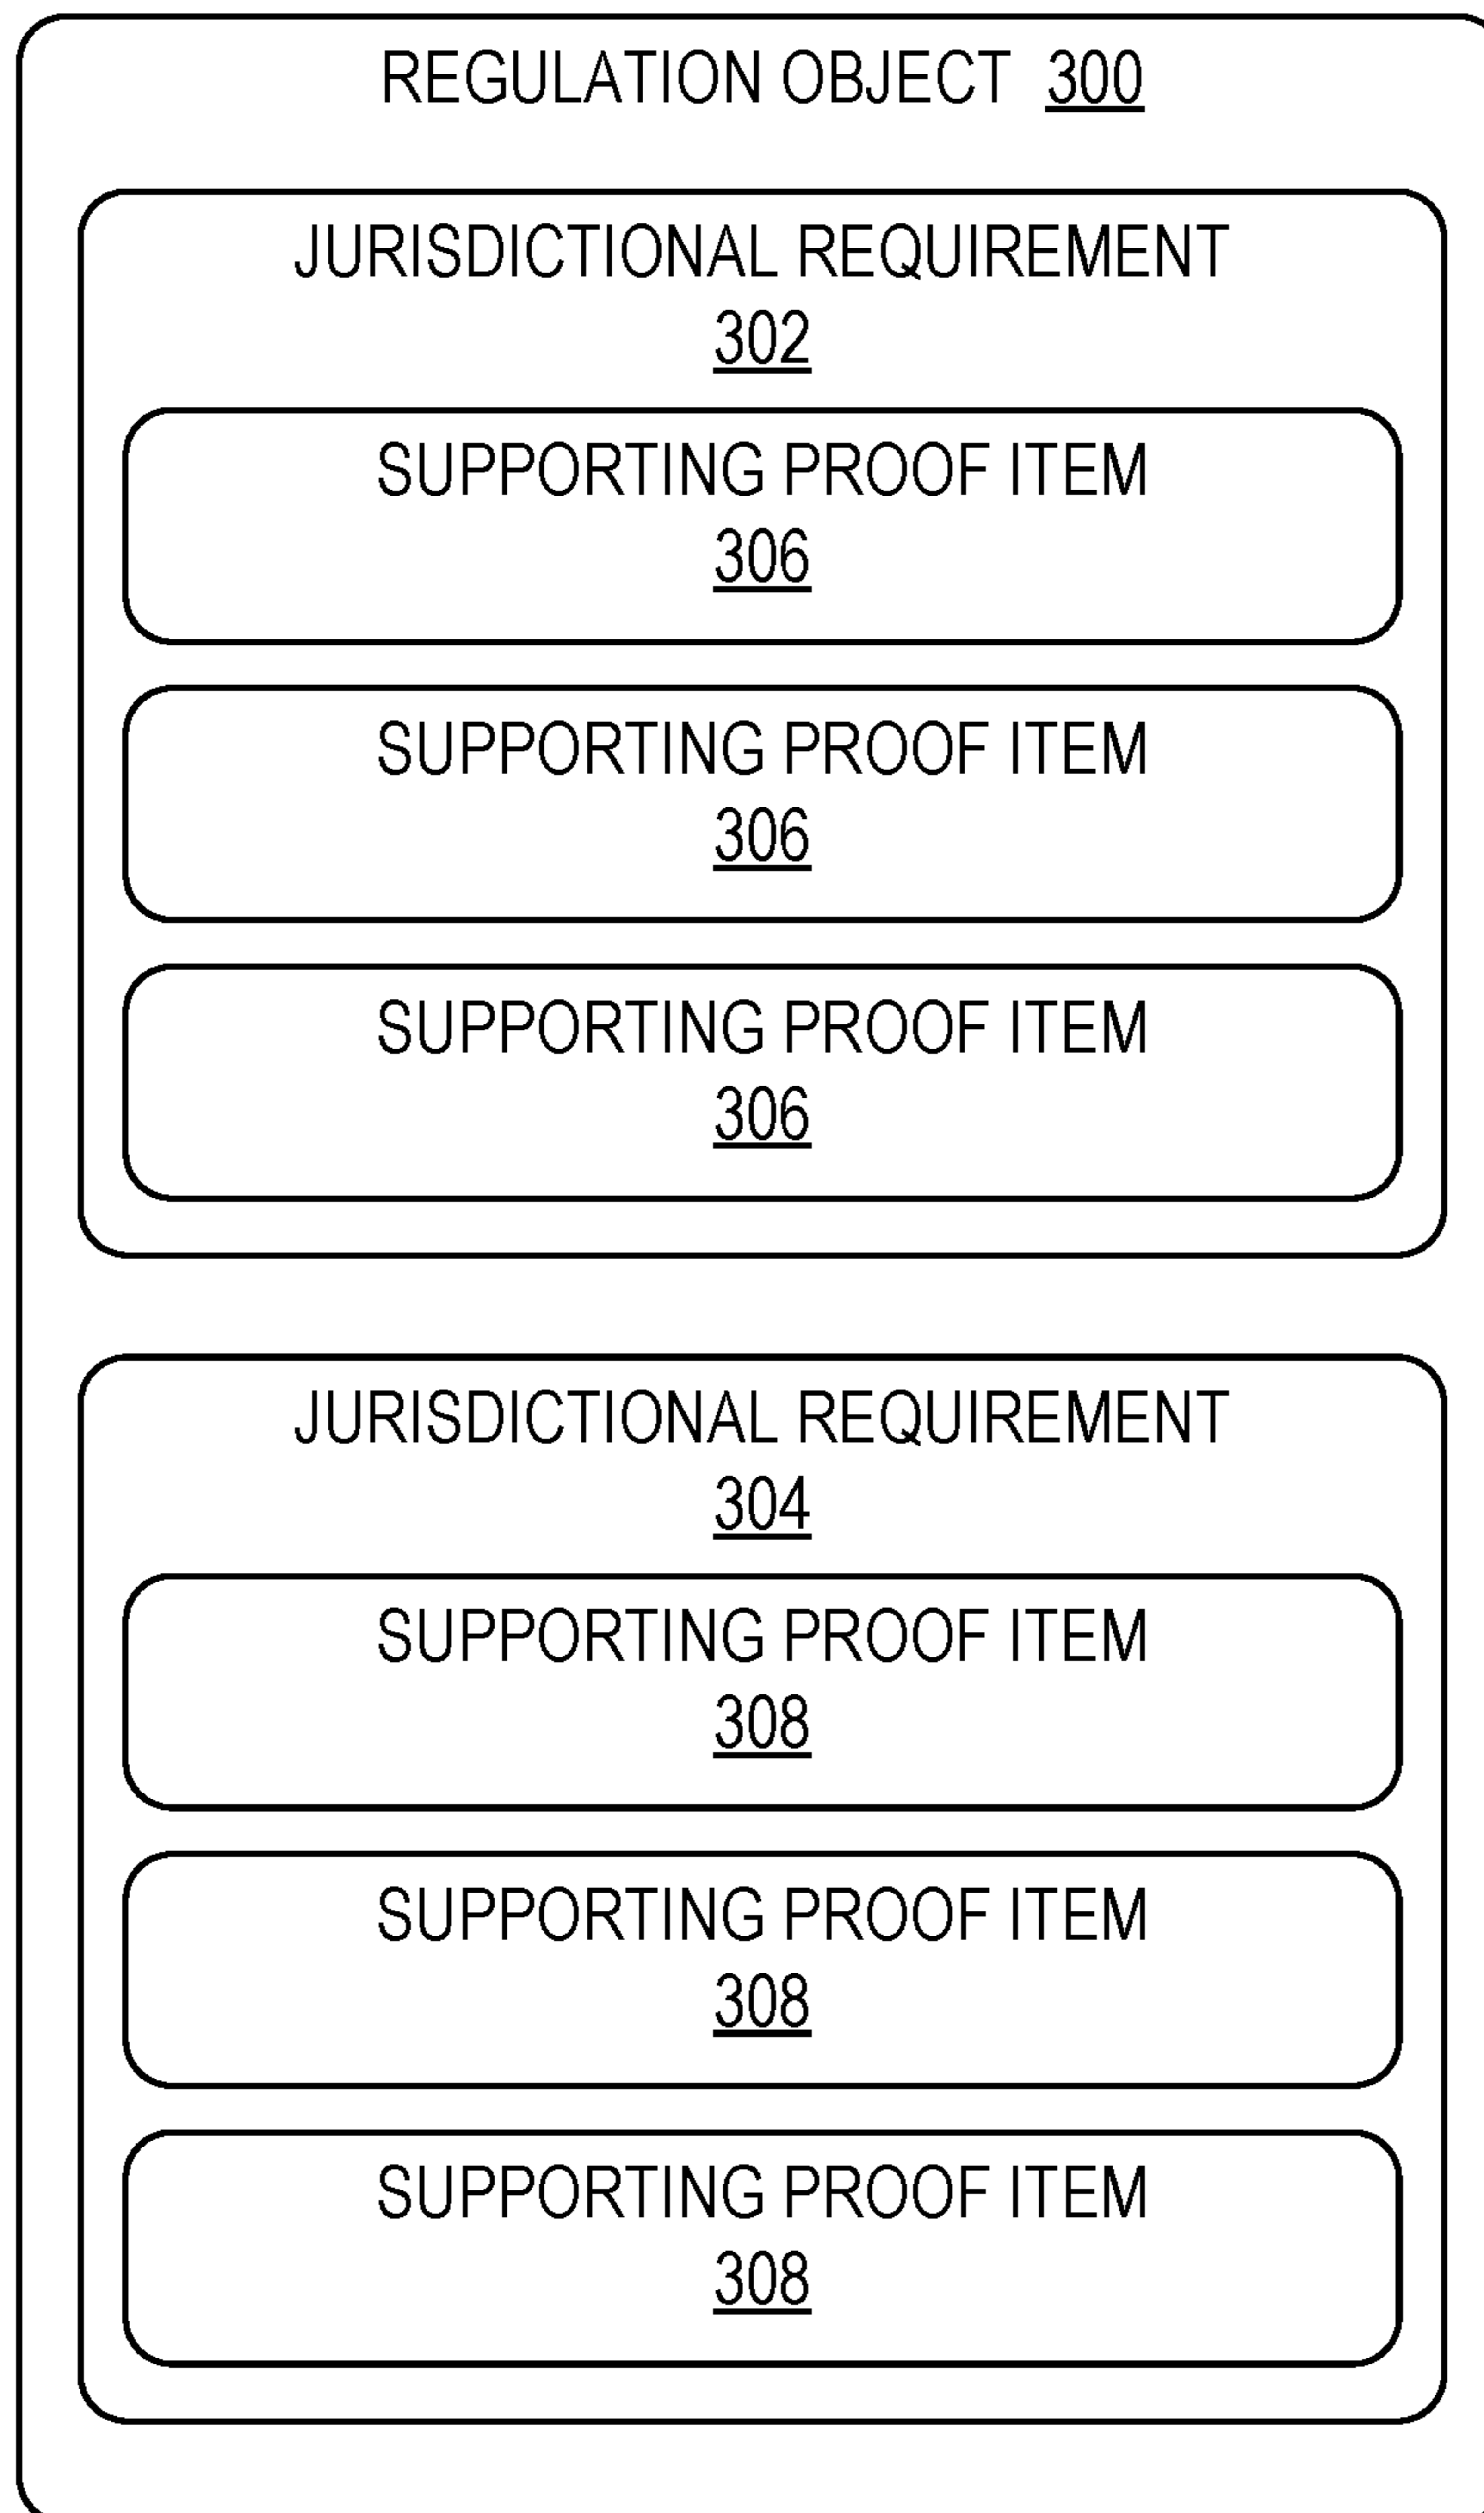 REGULATION OBJECT 300
JURISDICTIONAL REQUIREMENT
302
SUPPORTING PROOF ITEM
306
SUPPORTING PROOF ITEM
306
SUPPORTING PROOF ITEM
306
JURISDICTIONAL REQUIREMENT
304
SUPPORTING PROOF ITEM
308
SUPPORTING PROOF ITEM
308
SUPPORTING PROOF ITEM
308